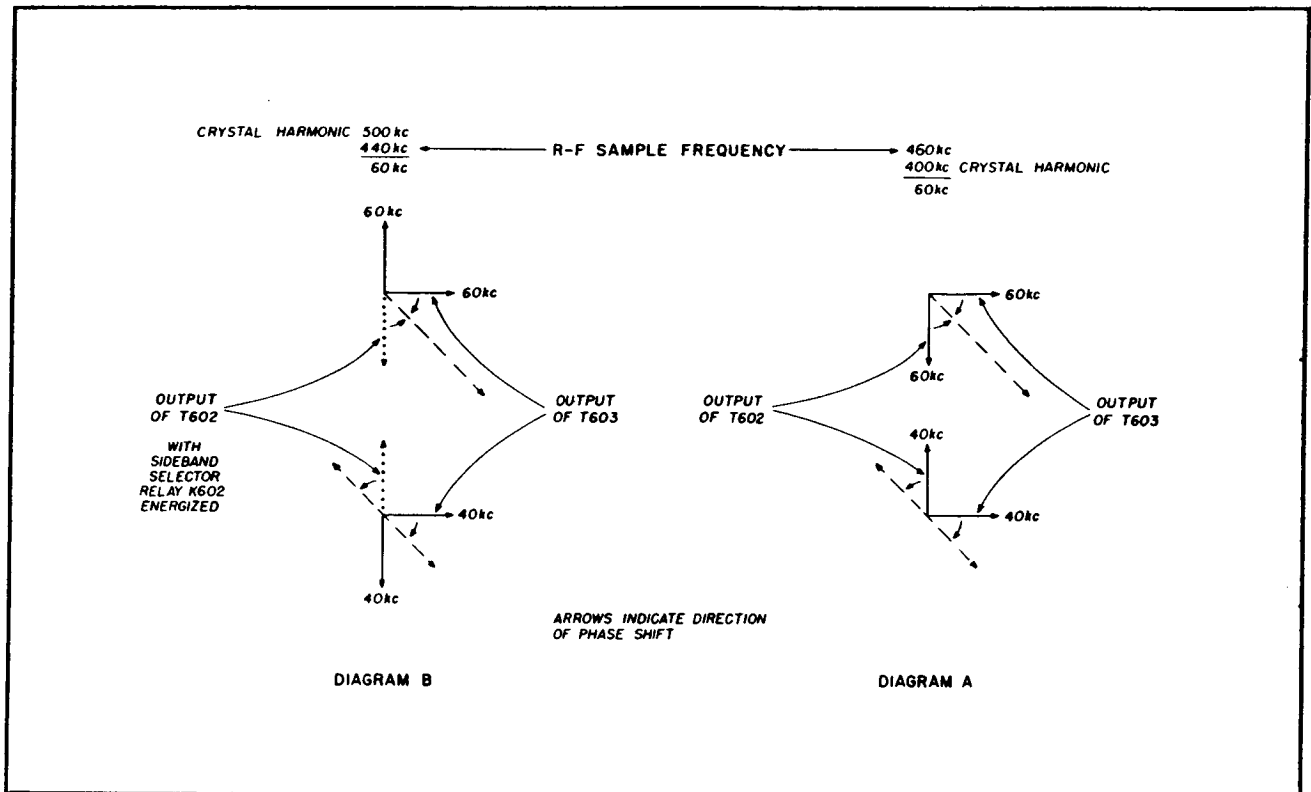 CRYSTAL HARMONIC 500 kc
440 kc
60 kc
R-F SAMPLE FREQUENCY
460 kc
400 kc CRYSTAL HARMONIC
60 kc
60 kc
60 kc
OUTPUT
OF T602
WITH
SIDEBAND
SELECTOR
RELAY K602
ENERGIZED
OUTPUT
OF T603
40 kc
40 kc
DIAGRAM B
60 kc
60 kc
OUTPUT
OF T602
OUTPUT
OF T603
40 kc
40 kc
ARROWS INDICATE DIRECTION
OF PHASE SHIFT
DIAGRAM A